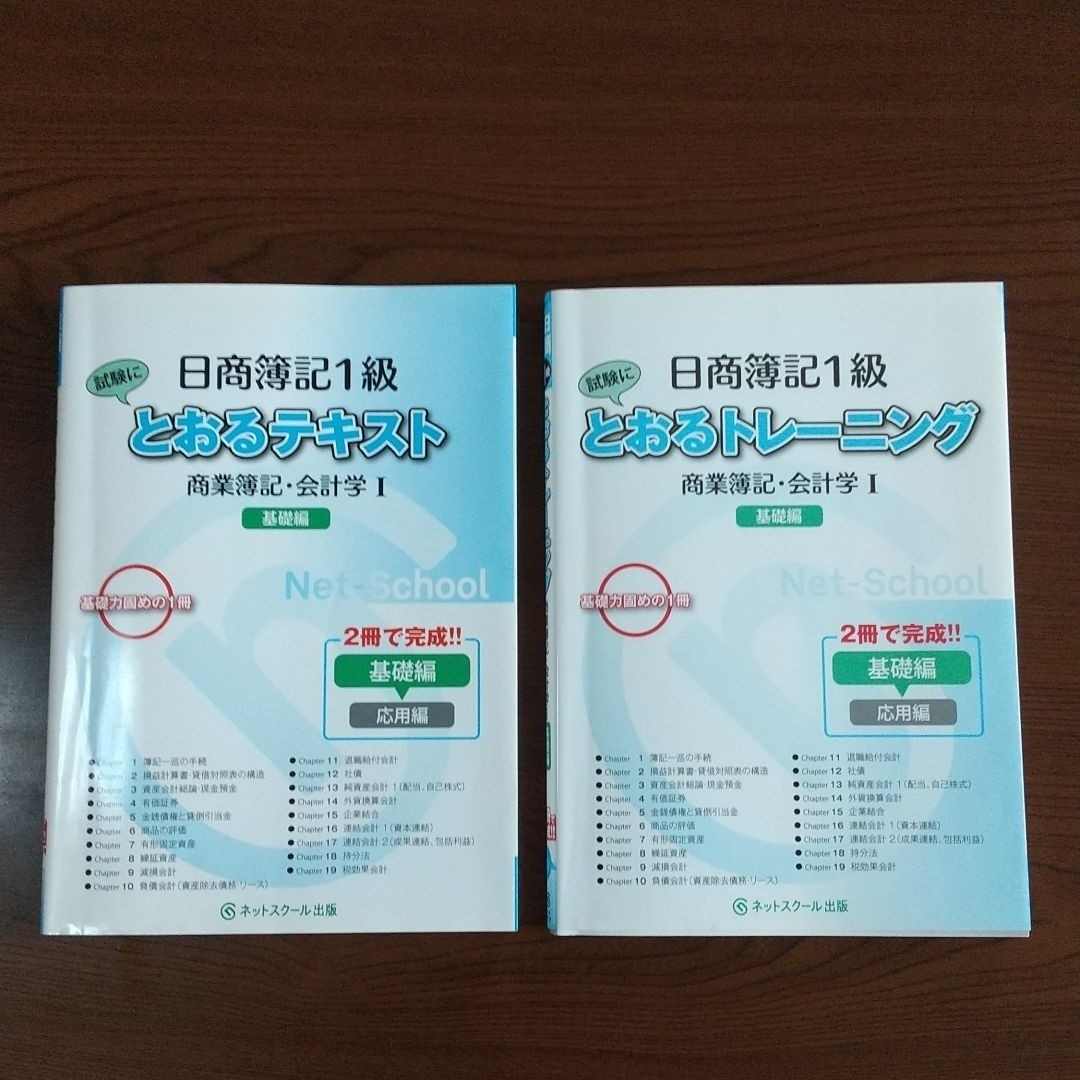 試験に
日商簿記1級
とおるテキスト
商業簿記・会計学 I
基礎編
Net-School
基礎力固めの1冊
2冊で完成!!
基礎編
応用編
Chapter 1 簿記一巡の手続
Chapter 2 損益計算書・貸借対照表の構造
Chapter 3 資産会計総論・現金預金
Chapter 4 有価証券
Chapter 5 金銭債権と貸倒引当金
Chapter 6 商品の評価
Chapter 7 有形固定資産
Chapter 8 繰延資産
Chapter 9 減損会計
Chapter 10 負債会計(資産除去債務・リース)
Chapter 11 退職給付会計
Chapter 12 社債
Chapter 13 純資産会計1(配当、自己株式)
Chapter 14 外貨換算会計
Chapter 15 企業結合
Chapter 16 連結会計1(資本連結)
Chapter 17 連結会計2(成果連結、包括利益)
Chapter 18 持分法
Chapter 19 税効果会計
ネットスクール出版
試験に
日商簿記1級
とおるトレーニング
商業簿記・会計学 I
基礎編
Net-School
基礎力固めの1冊
2冊で完成!!
基礎編
応用編
Chapter 1 簿記一巡の手続
Chapter 2 損益計算書・貸借対照表の構造
Chapter 3 資産会計総論・現金預金
Chapter 4 有価証券
Chapter 5 金銭債権と貸倒引当金
Chapter 6 商品の評価
Chapter 7 有形固定資産
Chapter 8 繰延資産
Chapter 9 減損会計
Chapter 10 負債会計(資産除去債務・リース)
Chapter 11 退職給付会計
Chapter 12 社債
Chapter 13 純資産会計1(配当、自己株式)
Chapter 14 外貨換算会計
Chapter 15 企業結合
Chapter 16 連結会計1(資本連結)
Chapter 17 連結会計2(成果連結、包括利益)
Chapter 18 持分法
Chapter 19 税効果会計
ネットスクール出版